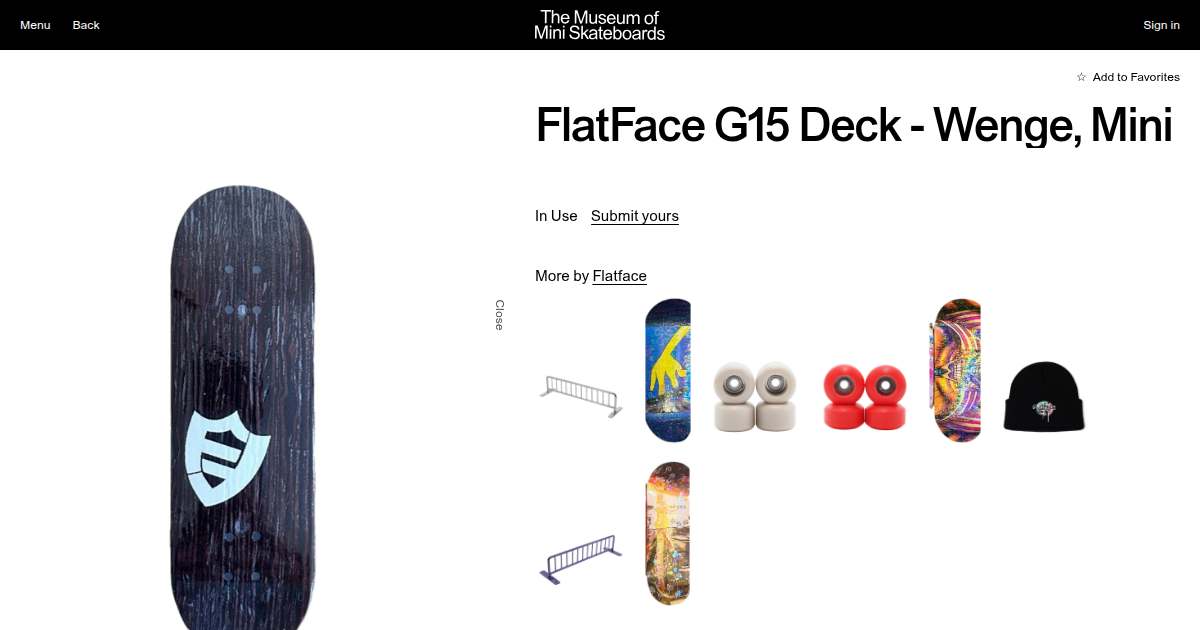 Menu
Back
The Museum of
Mini Skateboards
Sign in
☆ Add to Favorites
FlatFace G15 Deck - Wenge, Mini
In Use
Submit yours
Close
More by Flatface